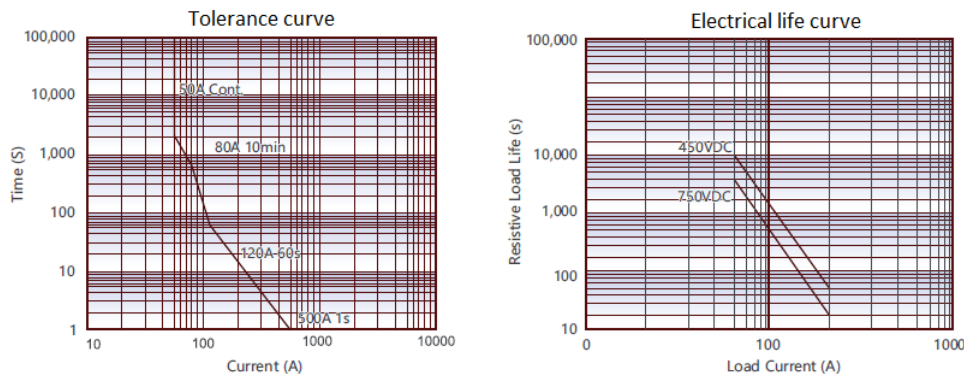 Tolerance curve
100,000
10,000
1,000
100
10
1
Time (S)
50A Cont.
80A 10min
120A 60s
500A 1s
10
100
1000
10000
Current (A)
Electrical life curve
100,000
10,000
1,000
100
10
Resistive Load Life (s)
450VDC
750VDC
0
100
1000
Load Current (A)